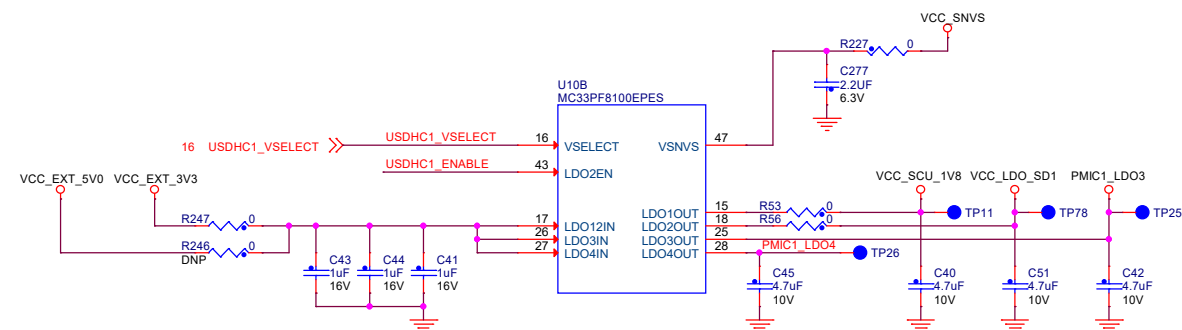 VCC_SNVS
R227 0
C277
2.2UF
6.3V
U10B
MC33PF8100EPES
16 USDHC1_VSELECT
USDHC1_VSELECT
16
VSELECT
VSNVS
47
USDHC1_ENABLE
43
LDO2EN
VCC_EXT_5V0
VCC_EXT_3V3
VCC_SCU_1V8
VCC_LDO_SD1
PMIC1_LDO3
R247 0
R246 0
DNP
17
LDO12IN
26
LDO3IN
27
LDO4IN
LDO1OUT
15
R53 0
LDO2OUT
18
R56 0
LDO3OUT
25
LDO4OUT
28
PMIC1_LDO4
TP11
TP78
TP25
TP26
C43
1uF
16V
C44
1uF
16V
C41
1uF
16V
C45
4.7uF
10V
C40
4.7uF
10V
C51
4.7uF
10V
C42
4.7uF
10V